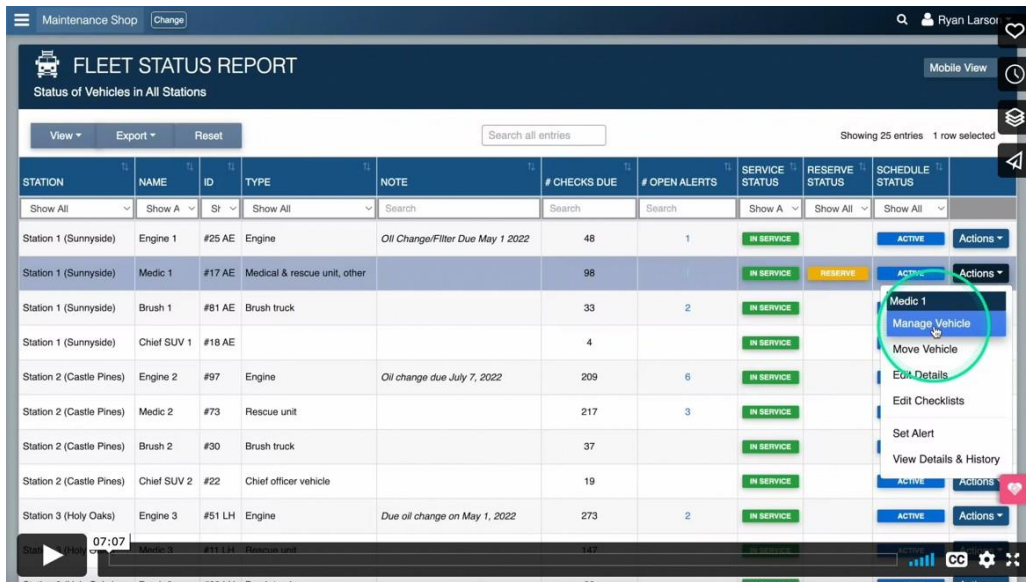 Maintenance Shop Change Ryan Larson
FLEET STATUS REPORT
Mobile View
Status of Vehicles in All Stations
View Export Reset Search all entries Showing 25 entries 1 row selected
STATION NAME ID TYPE NOTE # CHECKS DUE # OPEN ALERTS SERVICE STATUS RESERVE STATUS SCHEDULE STATUS
Show All Show A St Show All Search Search Search Show A Show All Show All
Station 1 (Sunnyside) Engine 1 #25 AE Engine Oil Change/Filter Due May 1 2022 48 1 IN SERVICE ACTIVE Actions
Station 1 (Sunnyside) Medic 1 #17 AE Medical & rescue unit, other 98 IN SERVICE RESERVE ACTIVE Actions
Medic 1
Manage Vehicle
Move Vehicle
Edit Details
Edit Checklists
Set Alert
View Details & History
Station 1 (Sunnyside) Brush 1 #81 AE Brush truck 33 2 IN SERVICE
Station 1 (Sunnyside) Chief SUV 1 #18 AE 4 IN SERVICE
Station 2 (Castle Pines) Engine 2 #97 Engine Oil change due July 7, 2022 209 6 IN SERVICE
Station 2 (Castle Pines) Medic 2 #73 Rescue unit 217 3 IN SERVICE
Station 2 (Castle Pines) Brush 2 #30 Brush truck 37 IN SERVICE
Station 2 (Castle Pines) Chief SUV 2 #22 Chief officer vehicle 19 IN SERVICE ACTIVE Actions
Station 3 (Holy Oaks) Engine 3 #51 LH Engine Due oil change on May 1, 2022 273 2 IN SERVICE ACTIVE Actions
07:07
Medic 3 #11 LH Rescue unit 147 IN SERVICE ACTIVE
CC